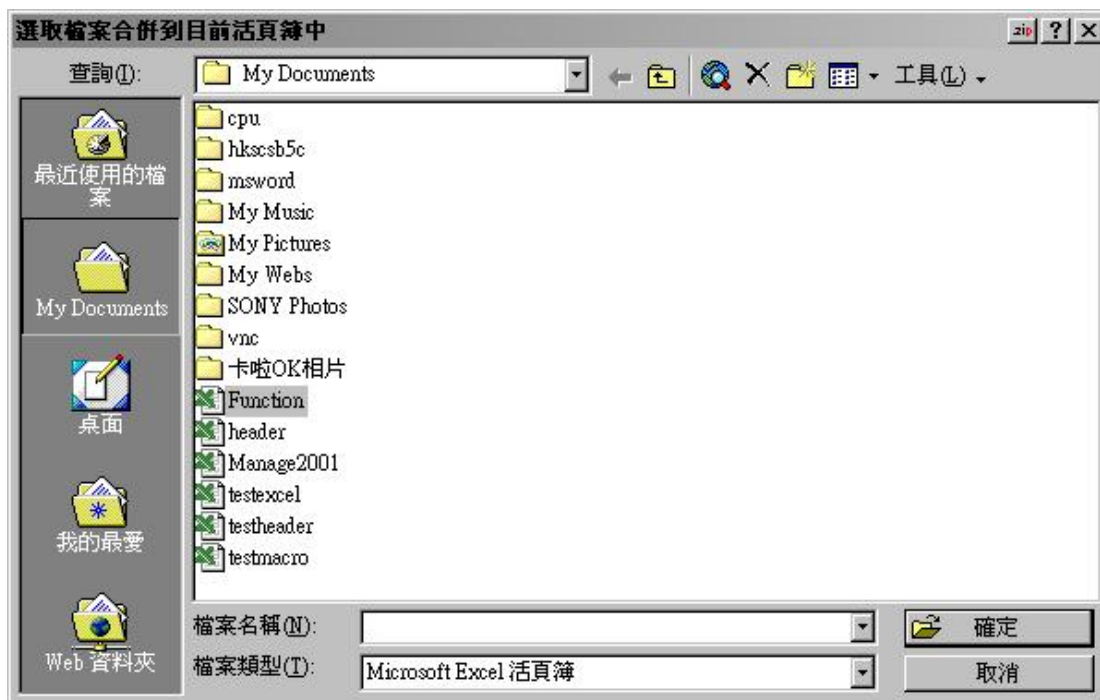 選取檔案合併到目前活頁簿中
zip
查詢(I):
My Documents
工具(L)
最近使用的檔
案
My Documents
桌面
我的最愛
Web 資料夾
cpu
hkscsb5c
msword
My Music
My Pictures
My Webs
SONY Photos
vnc
卡啦OK相片
Function
header
Manage2001
testexcel
testheader
testmacro
檔案名稱(N):
確定
檔案類型(T):
Microsoft Excel 活頁簿
取消